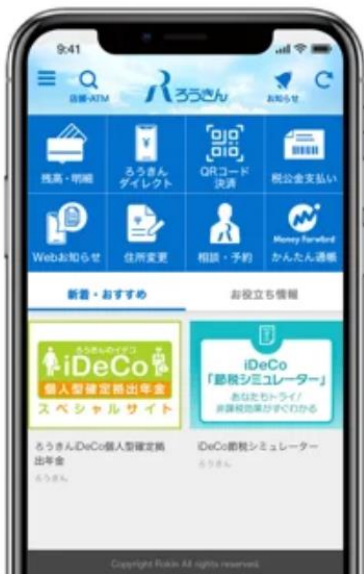 9:41
店舗・ATM
ろうきん
お知らせ
残高・明細
ろうきん
ダイレクト
QRコード
決済
税公金支払い
Webお知らせ
住所変更
相談・予約
Money Forward
かんたん通帳
新着・おすすめ
お役立ち情報
ろうきんのイデコ
iDeCo
個人型確定拠出年金
スペシャルサイト
iDeCo
「節税シミュレーター」
あなたもトライ!
非課税効果がすぐわかる
ろうきんiDeCo個人型確定拠
出年金
ろうきん
iDeCo節税シミュレーター
ろうきん
Copyright Rokin All rights reserved.